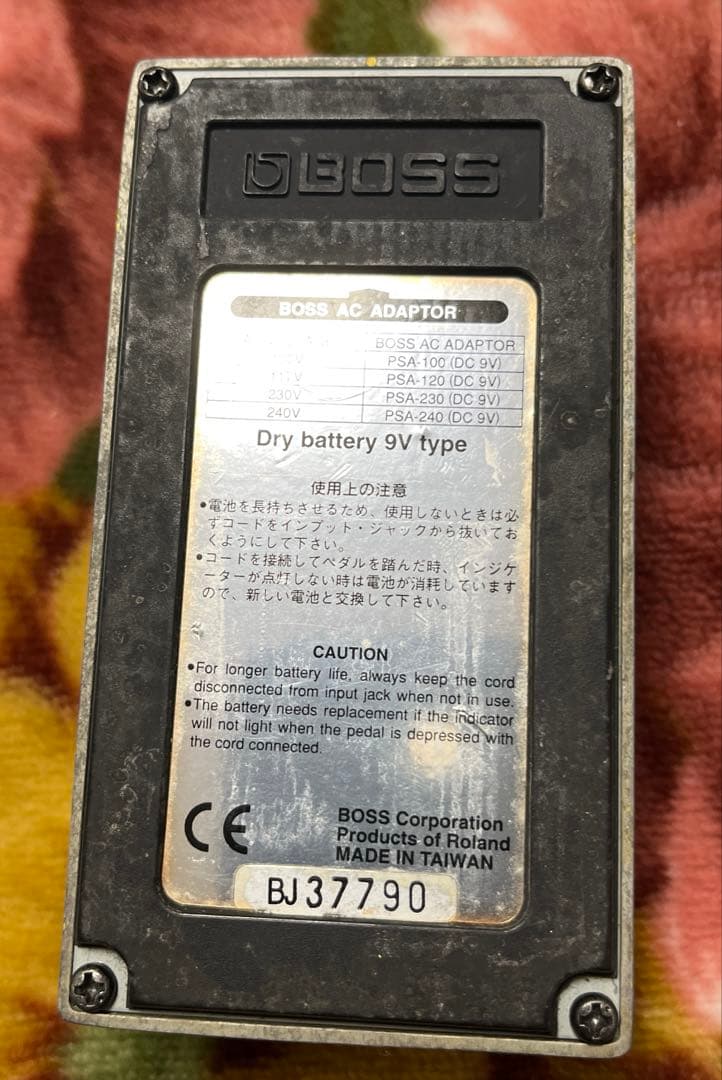 BOSS
BOSS AC ADAPTOR
BOSS AC ADAPTOR
PSA-100 (DC 9V)
117V PSA-120 (DC 9V)
230V PSA-230 (DC 9V)
240V PSA-240 (DC 9V)
Dry battery 9V type
使用上の注意
•電池を長持ちさせるため、使用しないときは必
ずコードをインプット・ジャックから抜いてお
くようにして下さい。
•コードを接続してペダルを踏んだ時、インジケ
ーターが点灯しない時は電池が消耗しています
ので、新しい電池と交換して下さい。
CAUTION
•For longer battery life, always keep the cord
disconnected from input jack when not in use.
•The battery needs replacement if the indicator
will not light when the pedal is depressed with
the cord connected.
CE
BOSS Corporation
Products of Roland
MADE IN TAIWAN
BJ37790